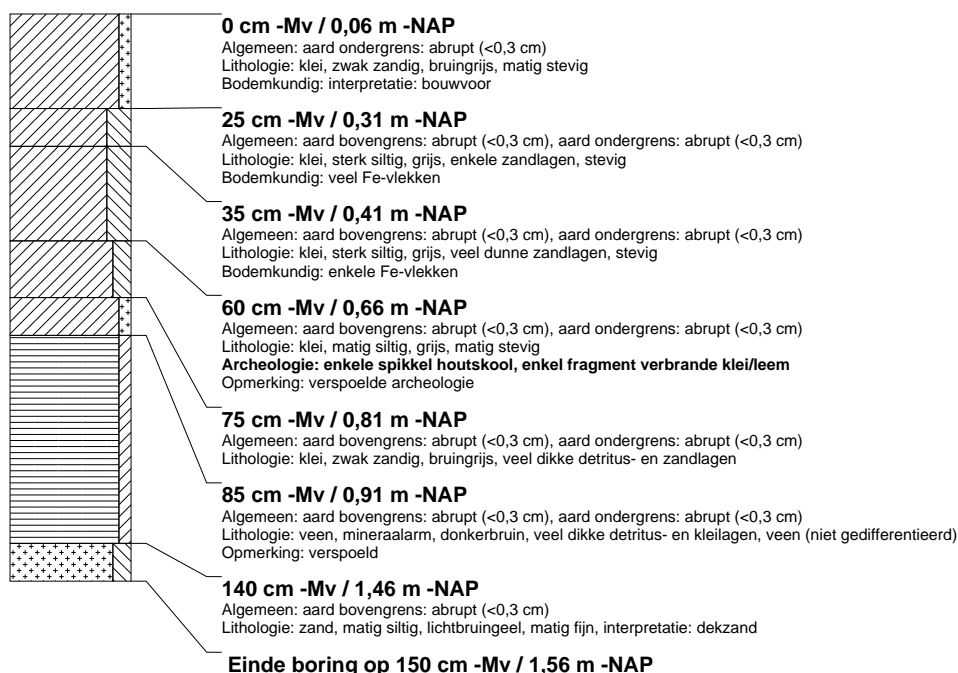 0 cm -Mv / 0,06 m -NAP
Algemeen: aard ondergrens: abrupt (<0,3 cm)
Lithologie: klei, zwak zandig, bruingrijs, matig stevig
Bodemkundig: interpretatie: bouwvoor
25 cm -Mv / 0,31 m -NAP
Algemeen: aard bovengrens: abrupt (<0,3 cm), aard ondergrens: abrupt (<0,3 cm)
Lithologie: klei, sterk siltig, grijs, enkele zandlagen, stevig
Bodemkundig: veel Fe-vlekken
35 cm -Mv / 0,41 m -NAP
Algemeen: aard bovengrens: abrupt (<0,3 cm), aard ondergrens: abrupt (<0,3 cm)
Lithologie: klei, sterk siltig, grijs, veel dunne zandlagen, stevig
Bodemkundig: enkele Fe-vlekken
60 cm -Mv / 0,66 m -NAP
Algemeen: aard bovengrens: abrupt (<0,3 cm), aard ondergrens: abrupt (<0,3 cm)
Lithologie: klei, matig siltig, grijs, matig stevig
Archeologie: enkele spikkel houtskool, enkel fragment verbrande klei/leem
Opmerking: verspoelde archeologie
75 cm -Mv / 0,81 m -NAP
Algemeen: aard bovengrens: abrupt (<0,3 cm), aard ondergrens: abrupt (<0,3 cm)
Lithologie: klei, zwak zandig, bruingrijs, veel dikke detritus- en zandlagen
85 cm -Mv / 0,91 m -NAP
Algemeen: aard bovengrens: abrupt (<0,3 cm), aard ondergrens: abrupt (<0,3 cm)
Lithologie: veen, mineraalarm, donkerbruin, veel dikke detritus- en kleilagen, veen (niet gedifferentieerd)
Opmerking: verspoeld
140 cm -Mv / 1,46 m -NAP
Algemeen: aard bovengrens: abrupt (<0,3 cm)
Lithologie: zand, matig siltig, lichtbruingeel, matig fijn, interpretatie: dekzand
Einde boring op 150 cm -Mv / 1,56 m -NAP